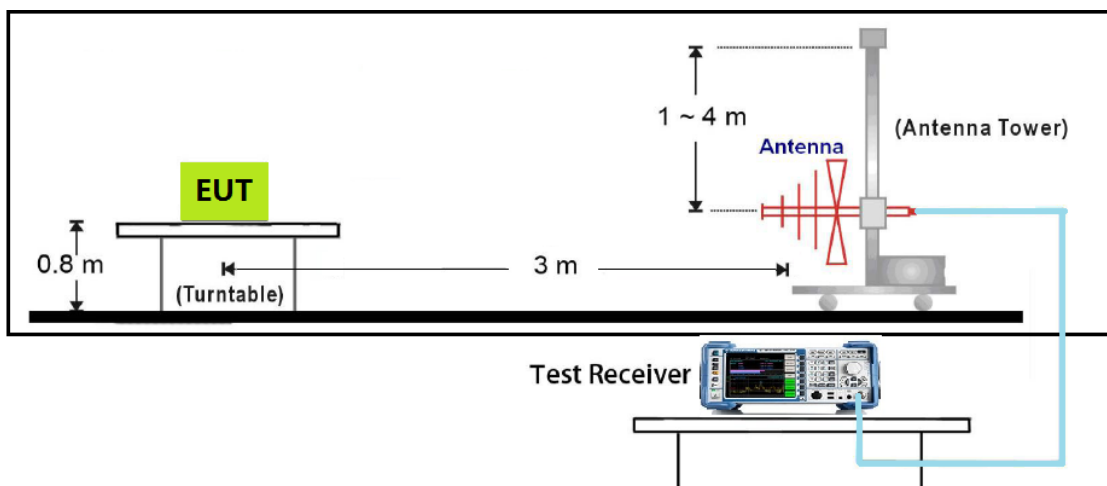 1 ~ 4 m
(Antenna Tower)
Antenna
EUT
0.8 m
3 m
(Turntable)
Test Receiver